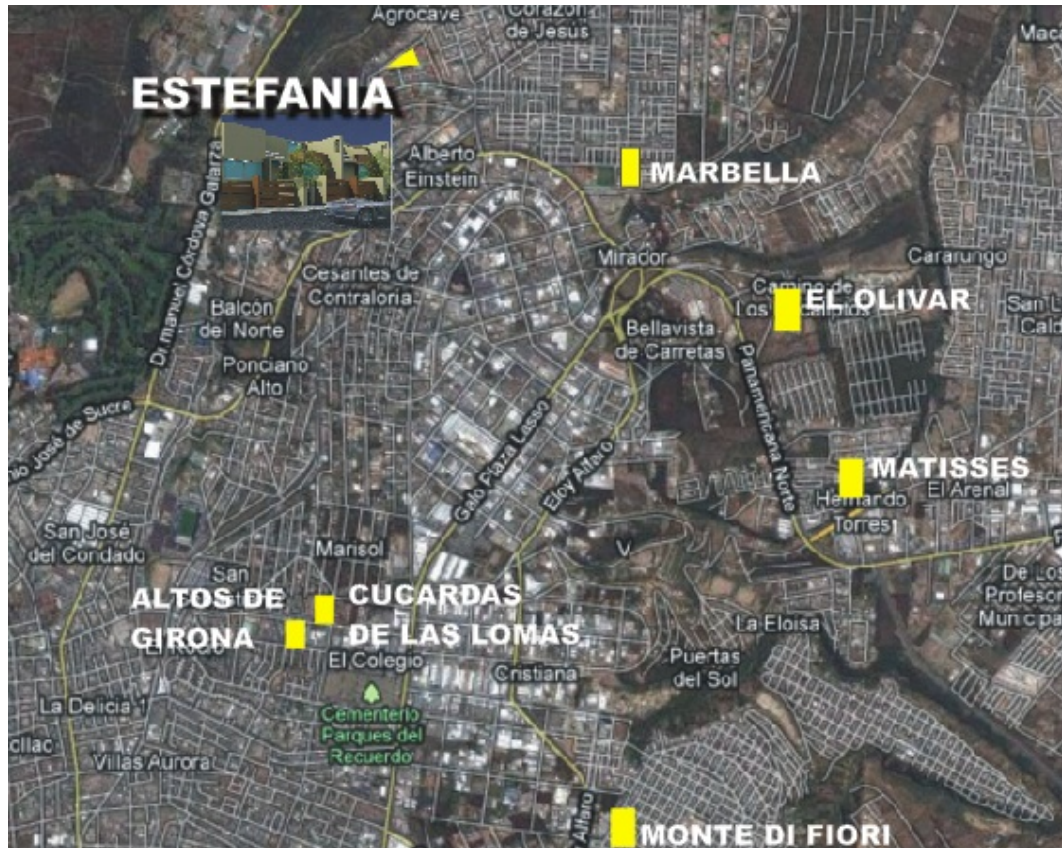 Agrocave
Corazón
de Jesús
ESTEFANIA
Alberto
Einstein
MARBELLA
Dr. manuel Córdova Galarza
Mirador
Cararungo
Cesantes de
Contraloría
Camino de
Los
EL OLIVAR
San
Balcón
del Norte
Bellavista
de Carretas
Ponciano
Alto
Panamericana Norte
José de Sucre
Galo Plaza Lasso
Eloy Alfaro
MATISSES
El Arenal
Hernando
Torres
San José
del Condado
Marisol
San
ALTOS DE
GIRONA
CUCARDAS
DE LAS LOMAS
De Los
Profesor
Municipa
La Eloisa
El Colegio
Cristiana
Puertas
del Sol
La Delicia 1
Cementerio
Parques del
Recuerdo
Villas Aurora
Alfaro
MONTE DI FIORI